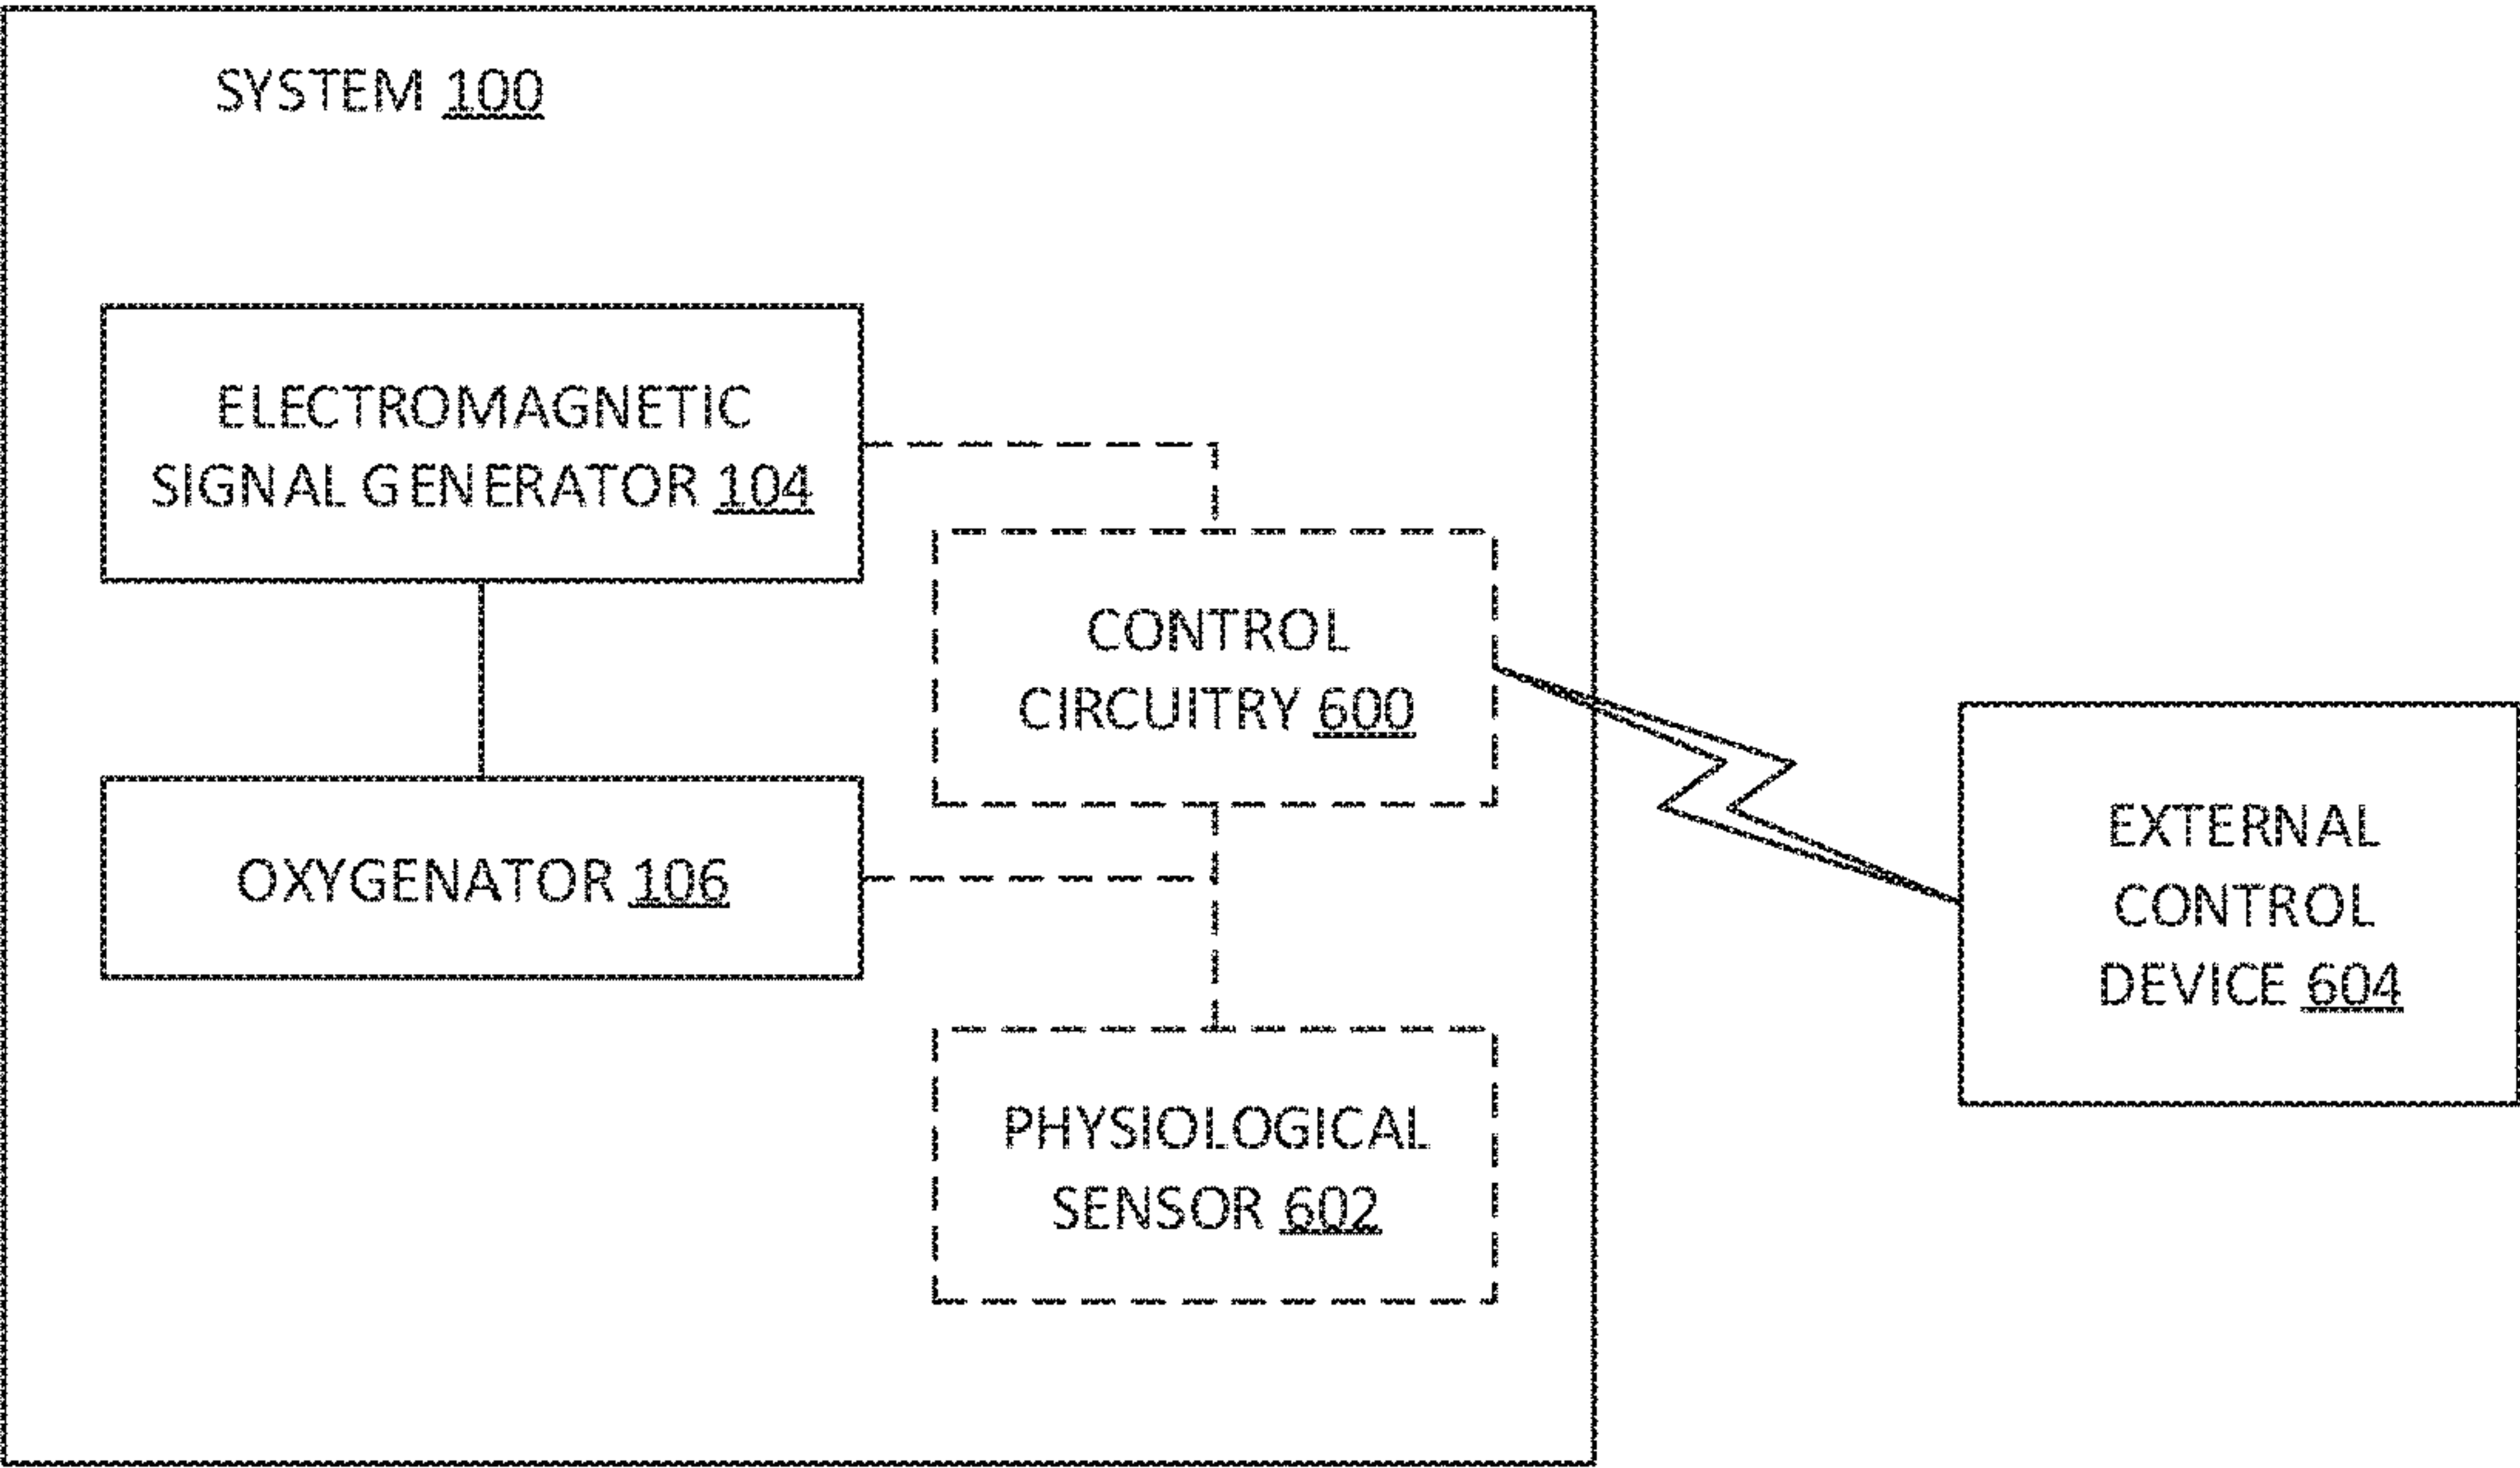 SYSTEM 100
ELECTROMAGNETIC
SIGNAL GENERATOR 104
CONTROL
CIRCUITRY 600
OXYGENATOR 106
EXTERNAL
CONTROL
DEVICE 604
PHYSIOLOGICAL
SENSOR 602